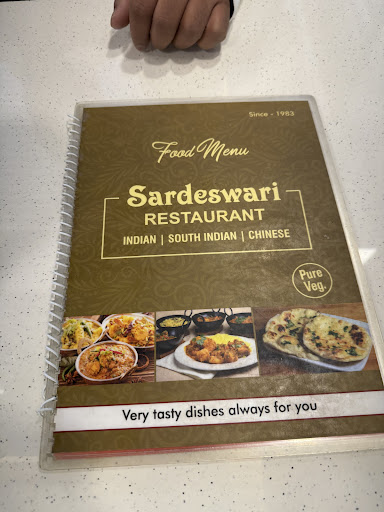 Since - 1983
Food Menu
Sardeswari
RESTAURANT
INDIAN | SOUTH INDIAN | CHINESE
Pure
Veg.
Very tasty dishes always for you